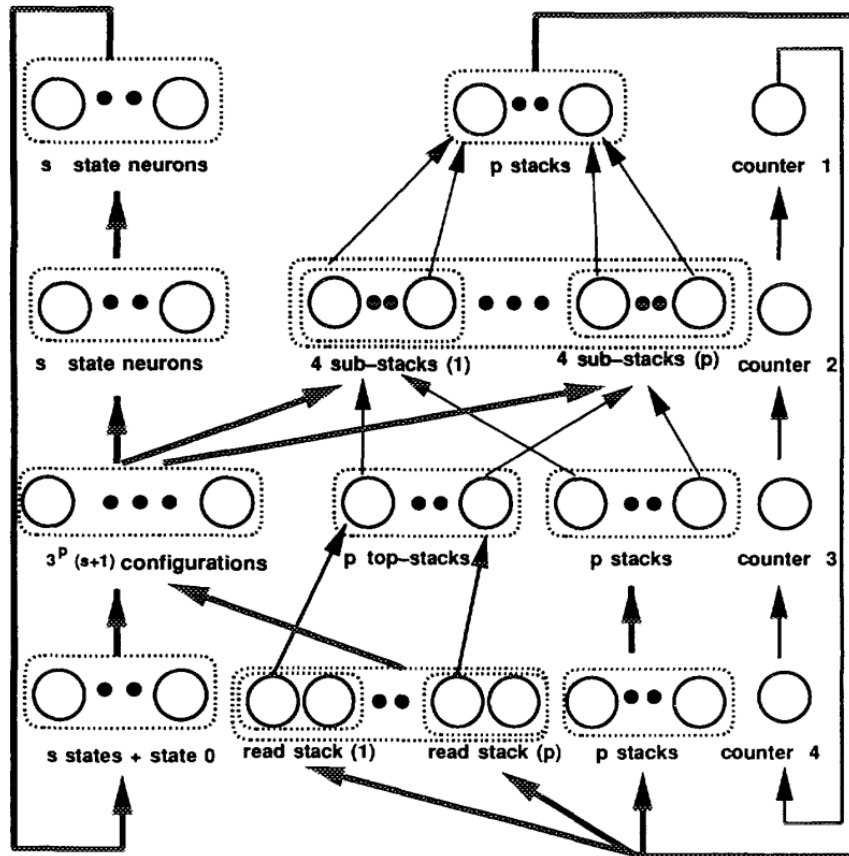 s state neurons
p stacks
counter 1
s state neurons
4 sub-stacks (1)
4 sub-stacks (p)
counter 2
3^p (s+1) configurations
p top-stacks
p stacks
counter 3
s states + state 0
read stack (1)
read stack (p)
p stacks
counter 4